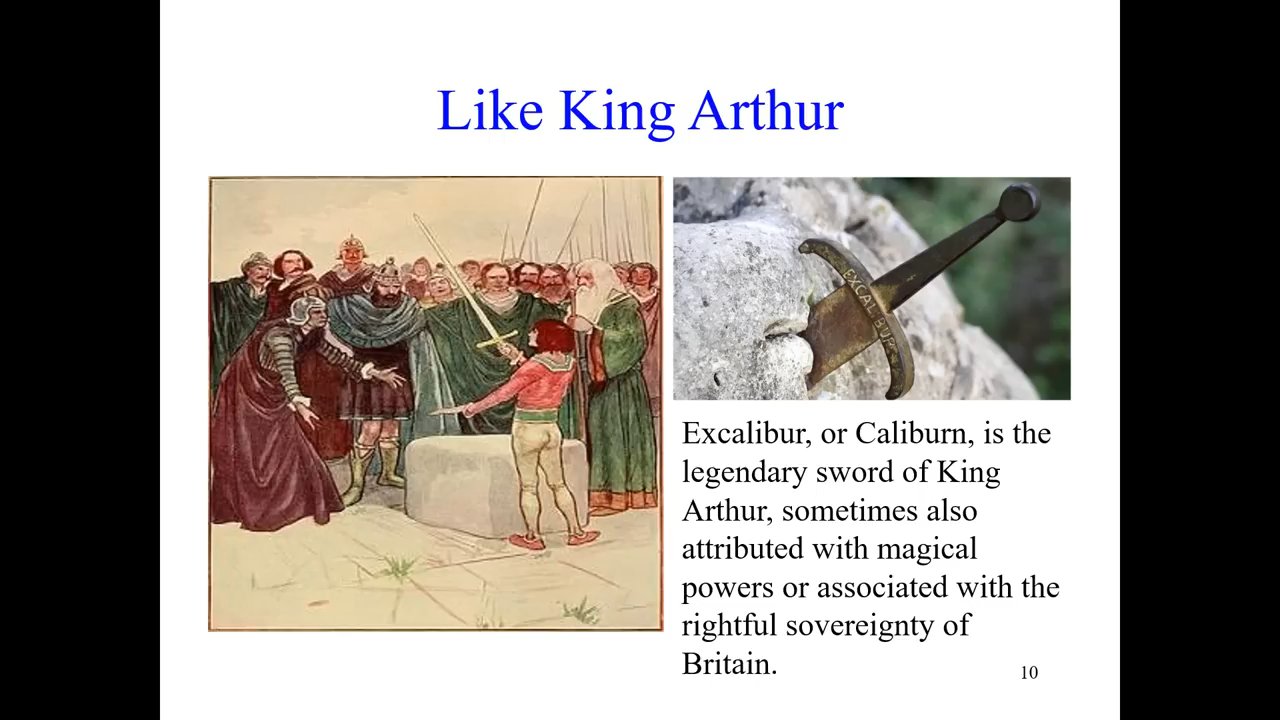 Like King Arthur
EXCALIBUR
Excalibur, or Caliburn, is the
legendary sword of King
Arthur, sometimes also
attributed with magical
powers or associated with the
rightful sovereignty of
Britain.
10